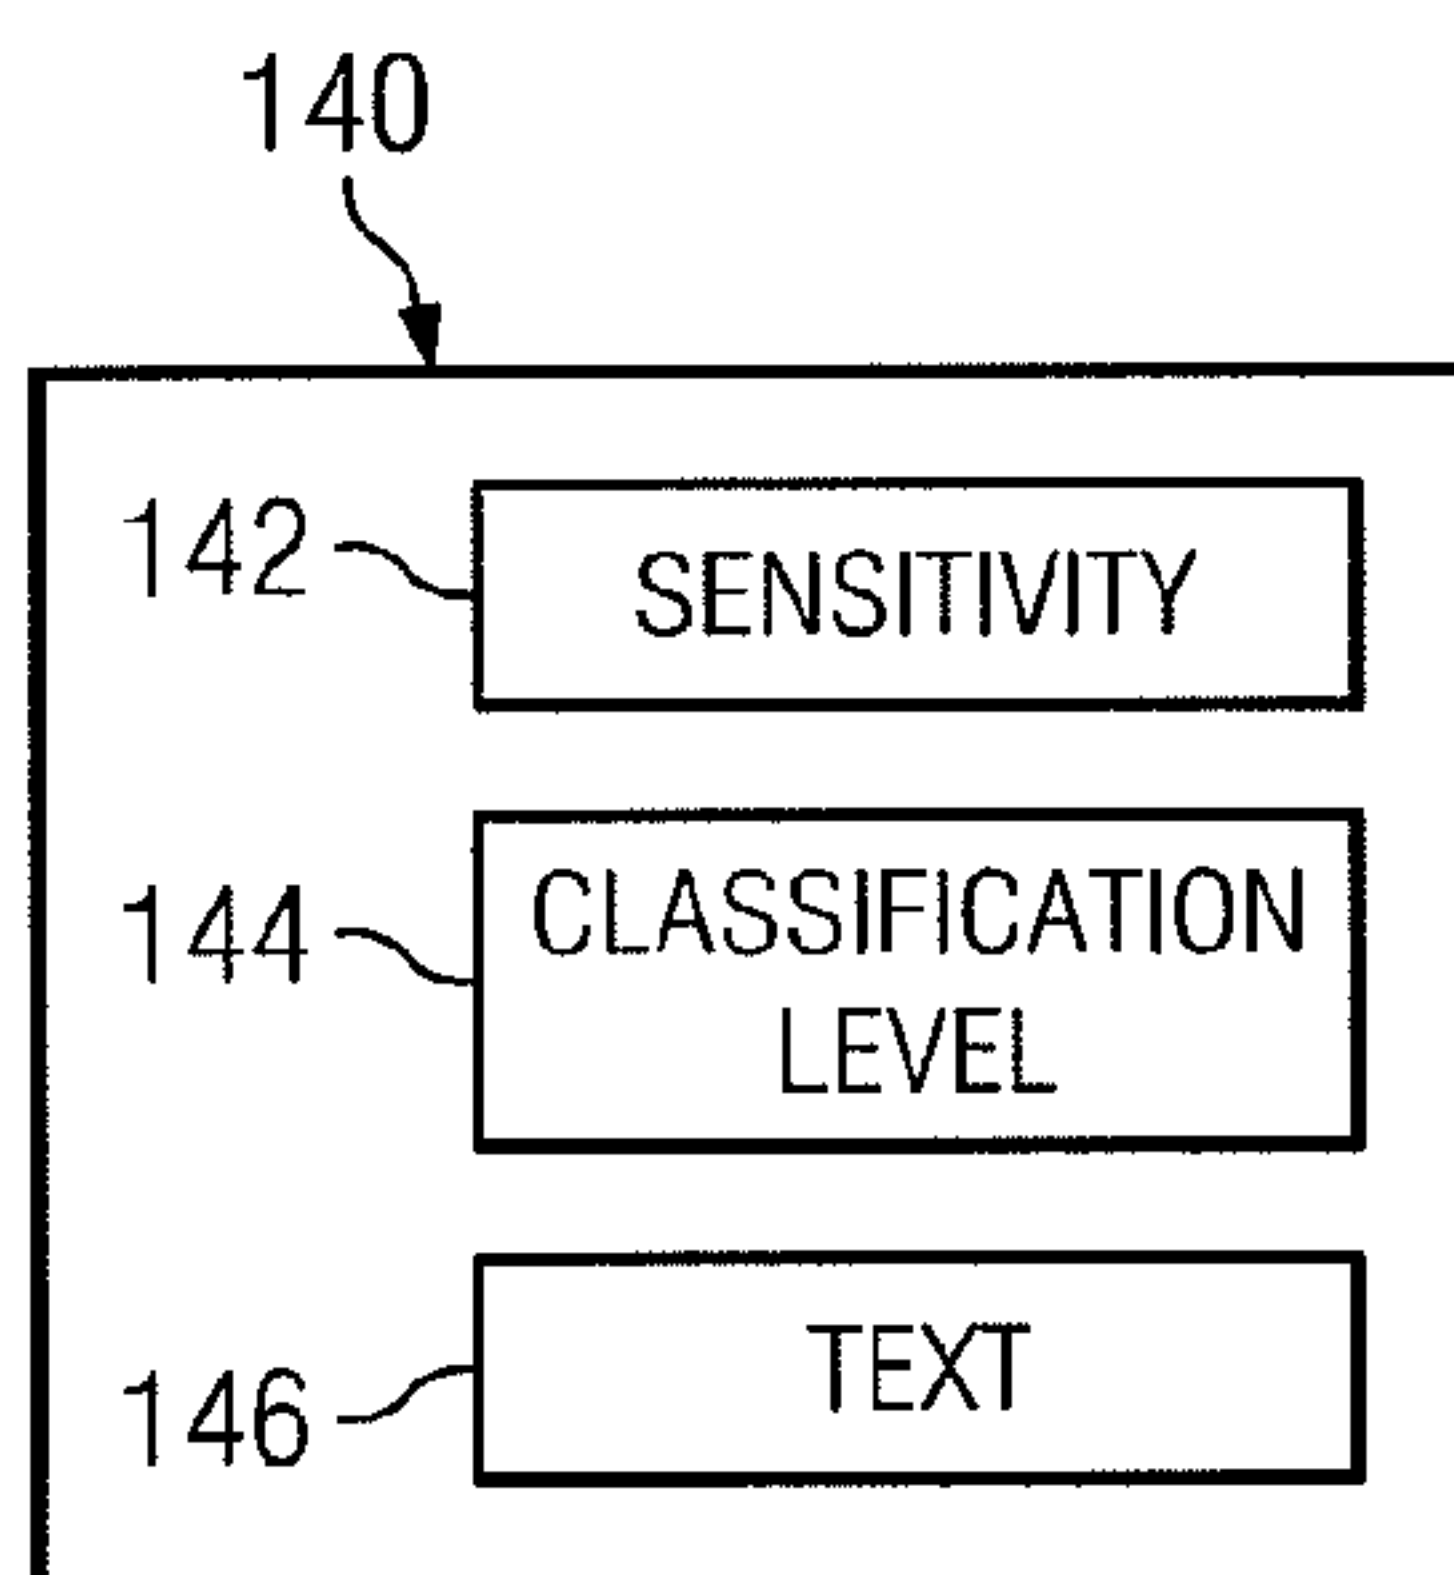 140
142
SENSITIVITY
144
CLASSIFICATION
LEVEL
146
TEXT